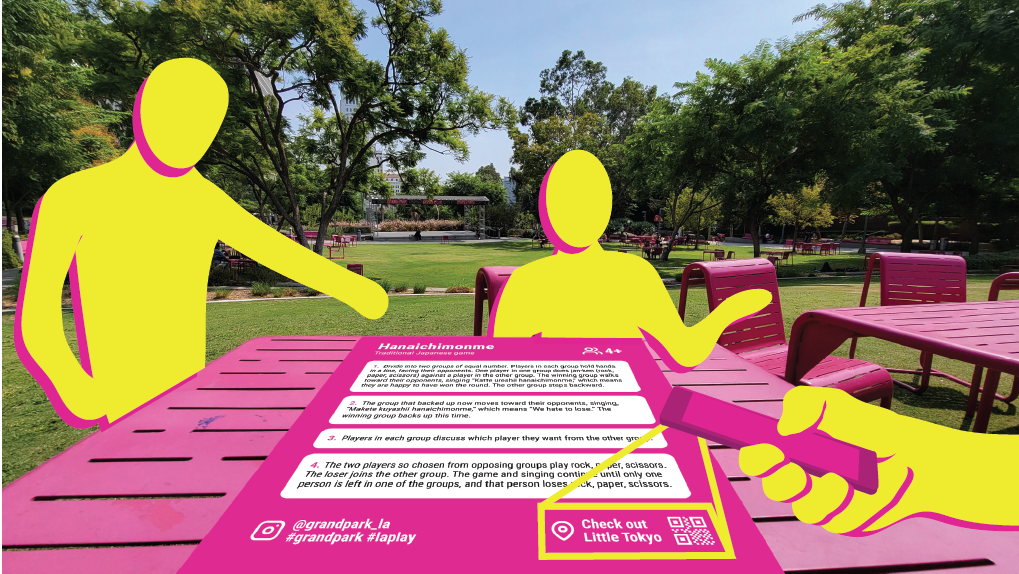 Hanaichimonme
Traditional Japanese game
4+
1. Divide into two groups of equal number. Players in each group hold hands
in a line, facing their opponents. One player in one group does jan-ken (rock,
paper, scissors) against a player in the other group. The winning group walks
toward their opponents, singing "Katte ureshii hanaichimonme," which means
they are happy to have won the round. The other group steps backward.
2. The group that backed up now moves toward their opponents, singing,
"Makete kuyashii hanaichimonme," which means "We hate to lose." The
winning group backs up this time.
3. Players in each group discuss which player they want from the other group.
4. The two players so chosen from opposing groups play rock, paper, scissors.
The loser joins the other group. The game and singing continue until only one
person is left in one of the groups, and that person loses rock, paper, scissors.
@grandpark_la
#grandpark #laplay
Check out
Little Tokyo